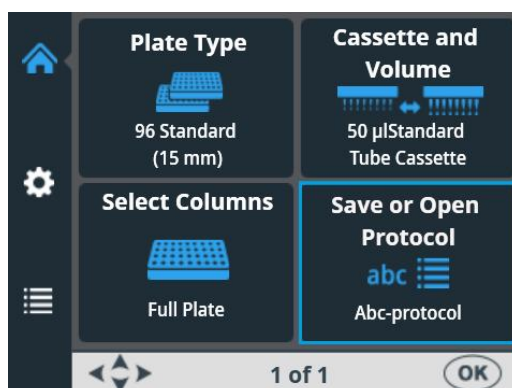 Plate Type
96 Standard
(15 mm)
Cassette and
Volume
50 µlStandard
Tube Cassette
Select Columns
Full Plate
Save or Open
Protocol
abc
Abc-protocol
1 of 1
OK